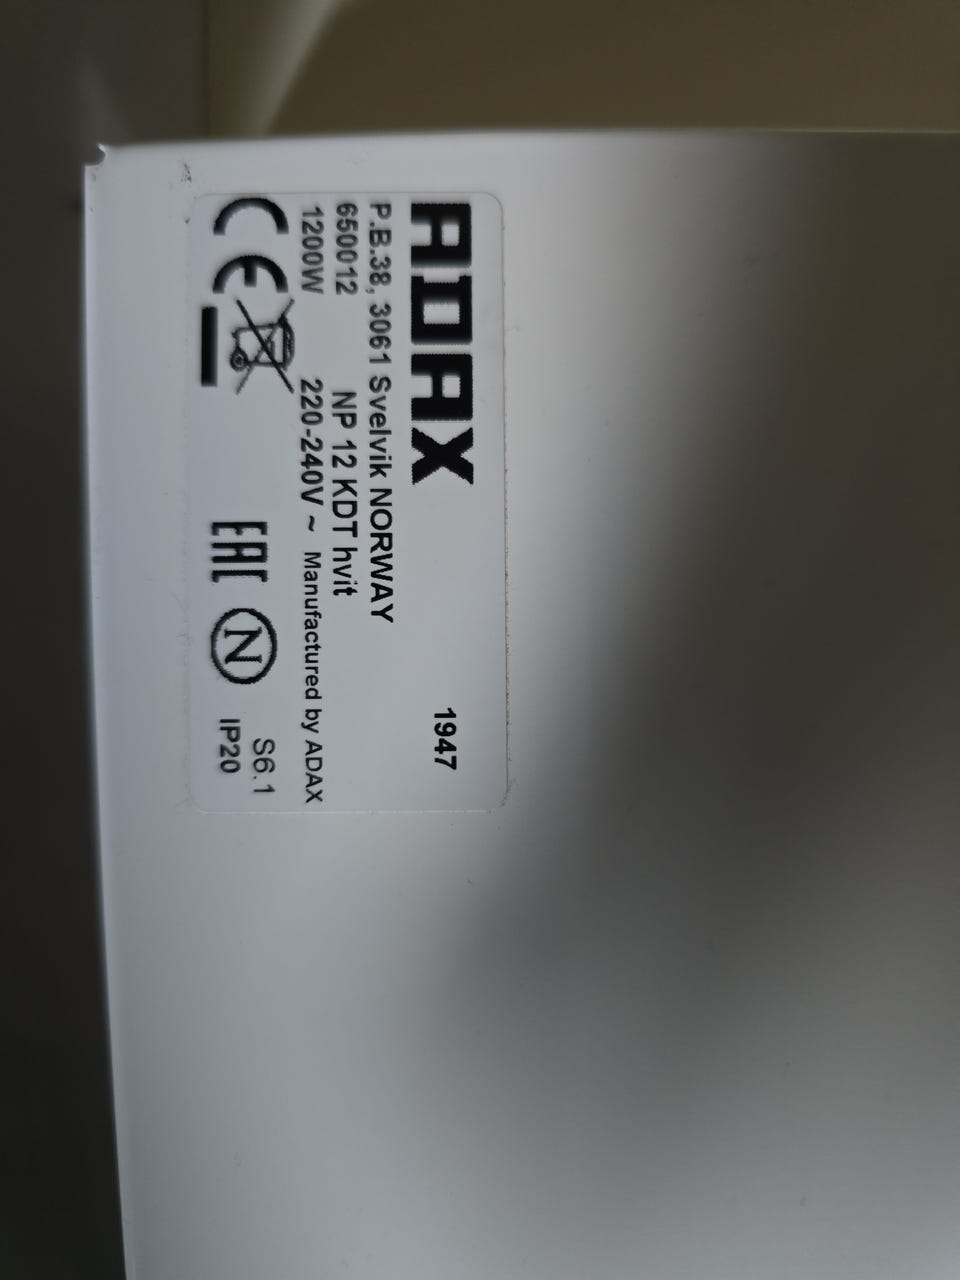 ADAX
1947
P.B.38, 3061 Svelvik NORWAY
650012 NP 12 KDT hvit
1200W 220-240V ~ Manufactured by ADAX
CE EAC N S6.1
IP20